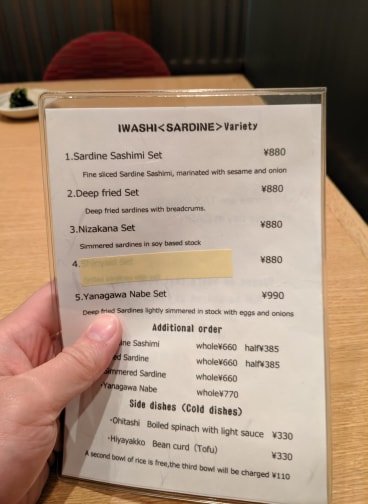 IWASHI<SARDINE>Variety
1.Sardine Sashimi Set ¥880
Fine sliced Sardine Sashimi, marinated with sesame and onion
2.Deep fried Set ¥880
Deep fried sardines with breadcrums.
3.Nizakana Set ¥880
Simmered sardines in soy based stock
4. ¥880
5.Yanagawa Nabe Set ¥990
Deep fried Sardines lightly simmered in stock with eggs and onions
Additional order
Sashimi whole¥660 half¥385
Sardine whole¥660 half¥385
Sardine whole¥660
・Yanagawa Nabe whole¥770
Side dishes (Cold dishes)
・Ohitashi Boiled spinach with light sauce ¥330
・Hiyayakko Bean curd (Tofu) ¥330
A second bowl of rice is free,the third bowl will be charged ¥110